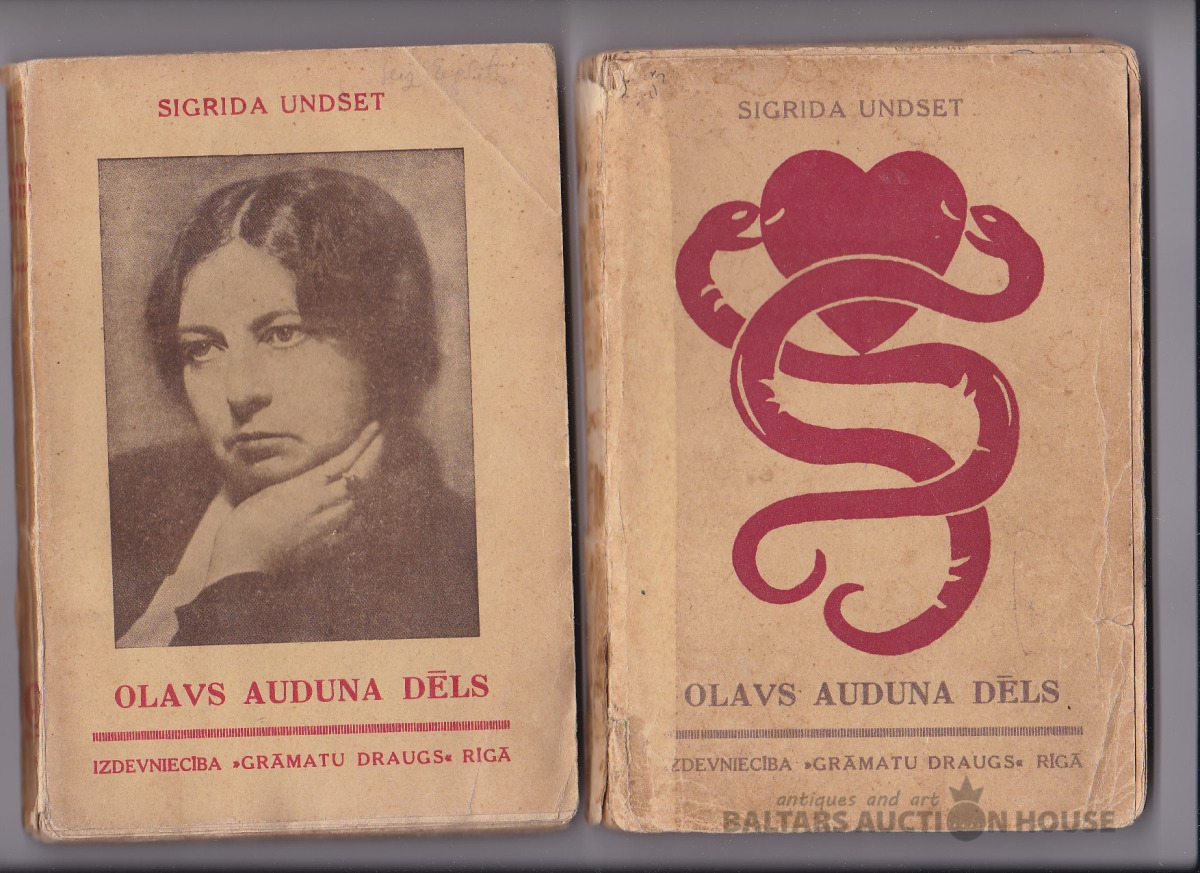 SIGRIDA UNDSET
OLAVS AUDUNA DĒLS
IZDEVNIECĪBA »GRĀMATU DRAUGS« RĪGĀ
SIGRIDA UNDSET
OLAVS AUDUNA DĒLS
ZDEVNIECĪBA »GRĀMATU DRAUGS« RĪGĀ
antiques and art
BALTARS AUCTION HOUSE